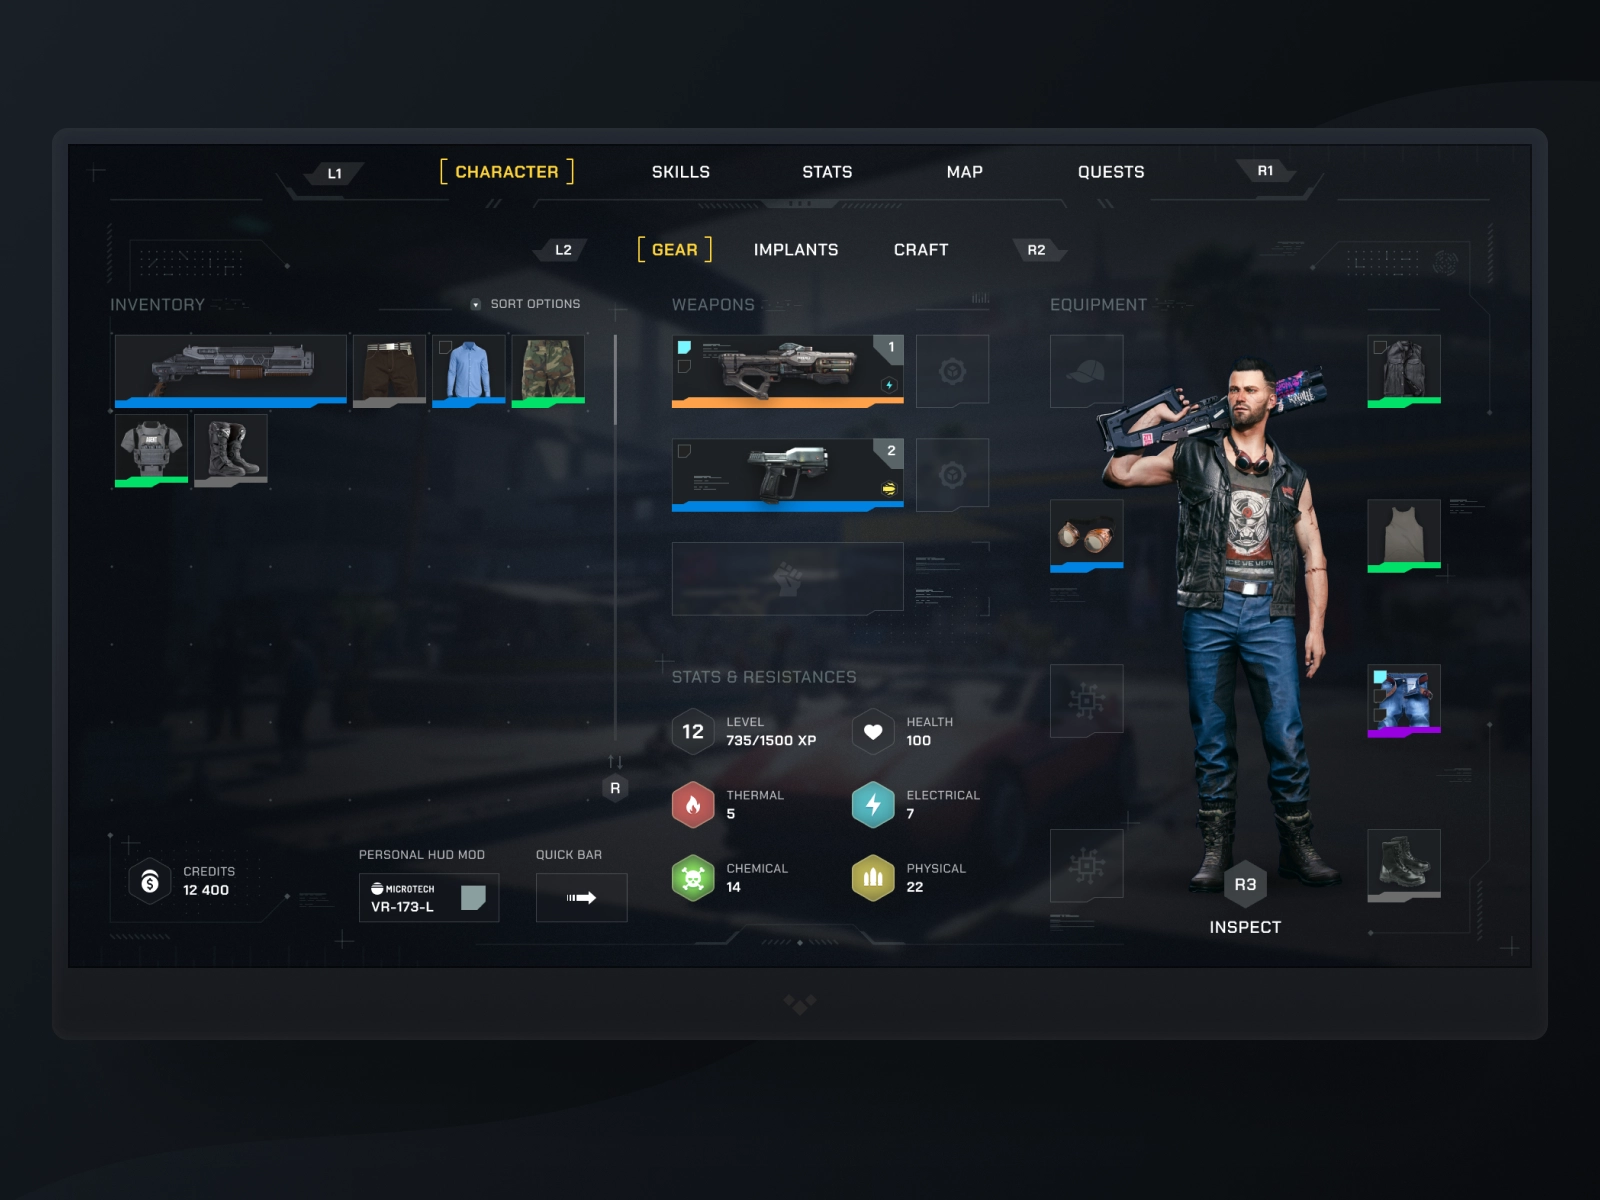 L1
CHARACTER
SKILLS
STATS
MAP
QUESTS
R1
L2
GEAR
IMPLANTS
CRAFT
R2
INVENTORY
SORT OPTIONS
WEAPONS
EQUIPMENT
1
2
AGENT
STATS & RESISTANCES
12
LEVEL
735/1500 XP
HEALTH
100
R
THERMAL
5
ELECTRICAL
7
CHEMICAL
14
PHYSICAL
22
CREDITS
12 400
PERSONAL HUD MOD
MICROTECH
VR-173-L
QUICK BAR
R3
INSPECT